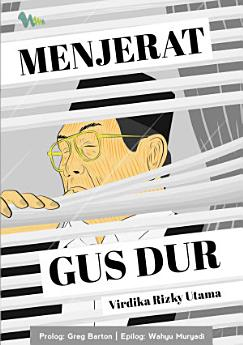 MENJERAT
GUS DUR
Virdika Rizky Utama
Prolog: Greg Barton | Epilog: Wahyu Muryadi